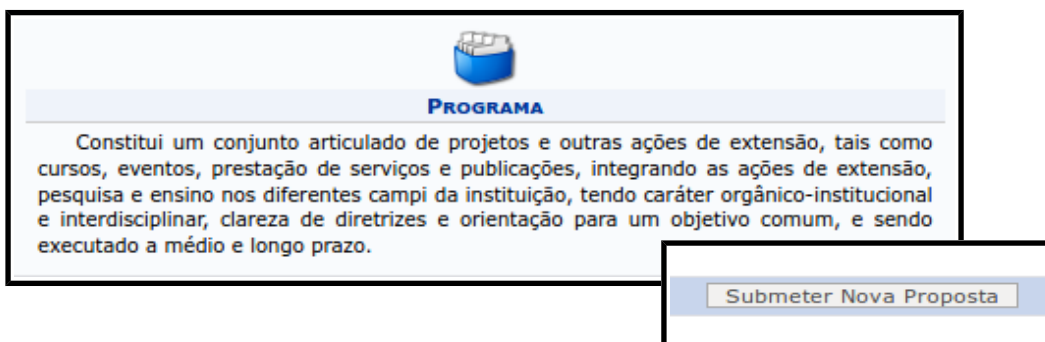 PROGRAMA
Constitui um conjunto articulado de projetos e outras ações de extensão, tais como
cursos, eventos, prestação de serviços e publicações, integrando as ações de extensão,
pesquisa e ensino nos diferentes campi da instituição, tendo caráter orgânico-institucional
e interdisciplinar, clareza de diretrizes e orientação para um objetivo comum, e sendo
executado a médio e longo prazo.
Submeter Nova Proposta